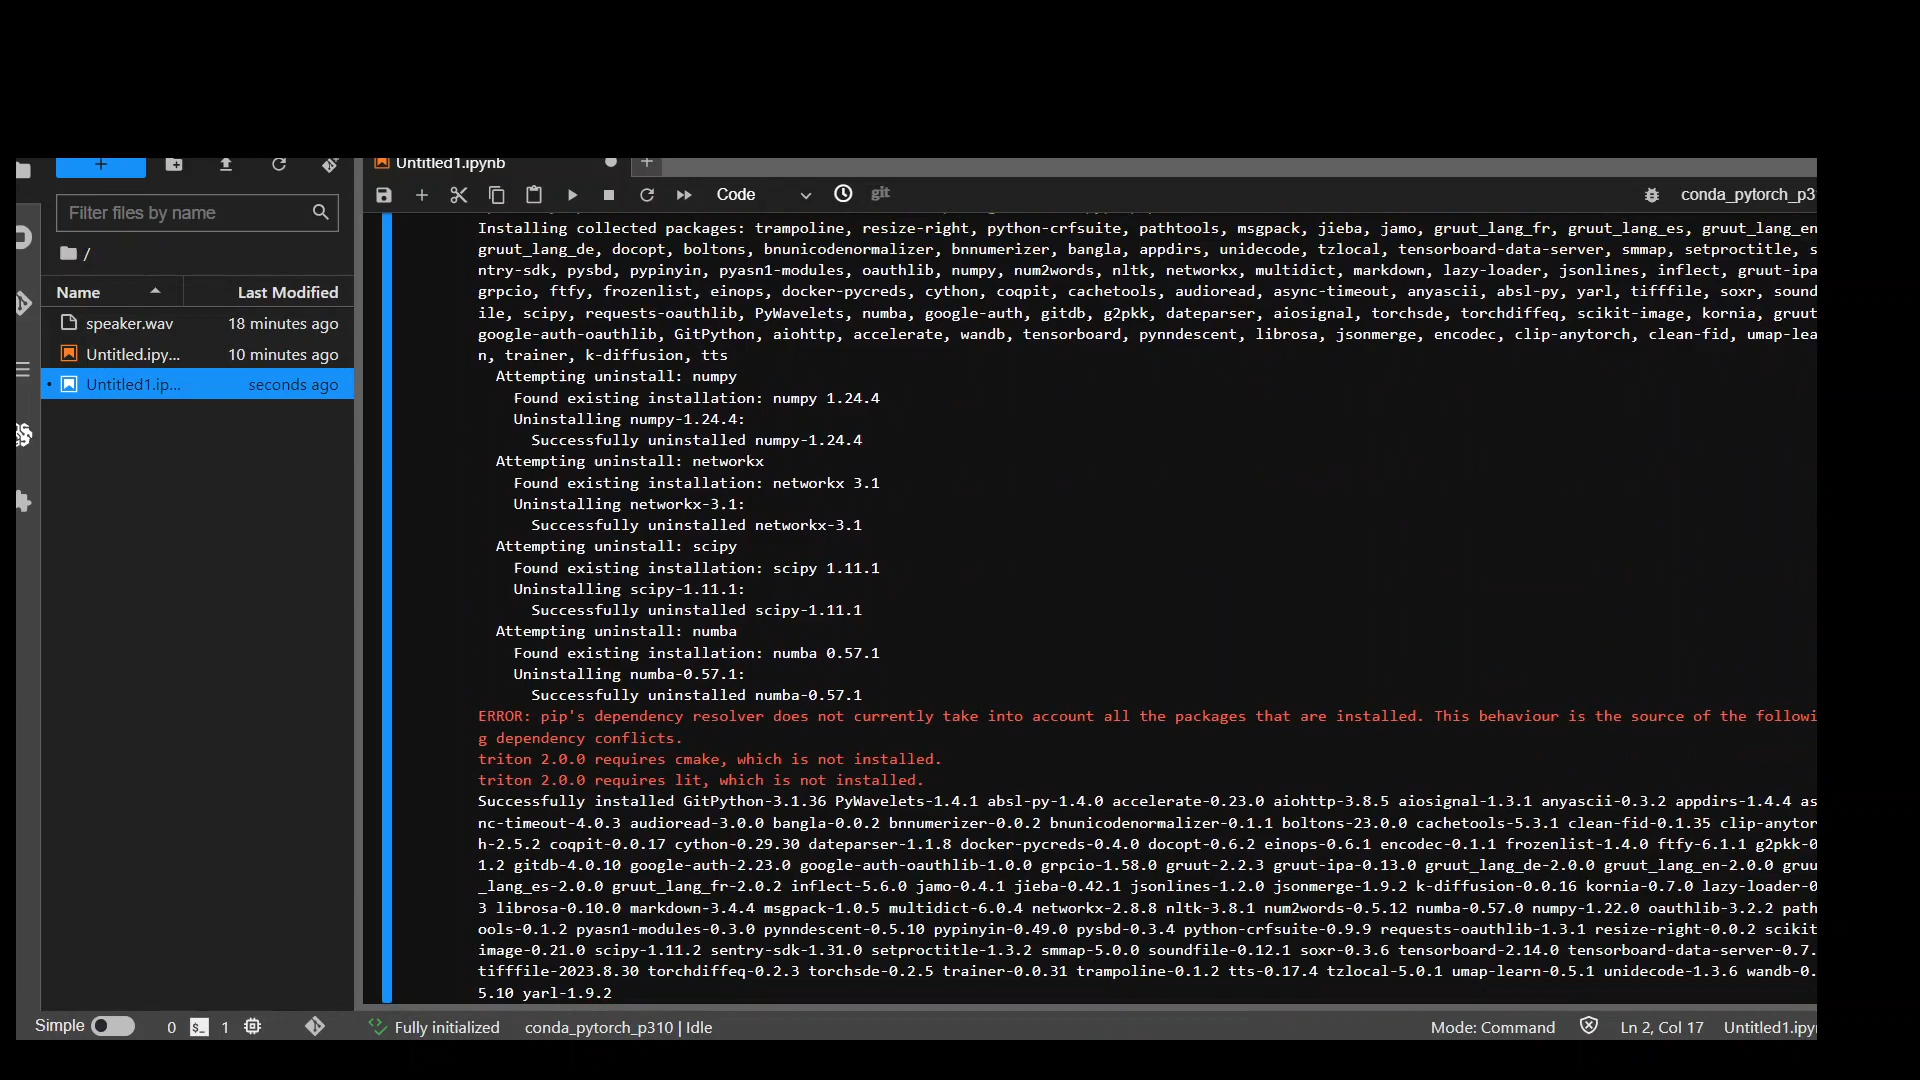 Untitled1.ipynb
Code
git
conda_pytorch_p3
Filter files by name
/
Name
Last Modified
speaker.wav
18 minutes ago
Untitled.ipy...
10 minutes ago
Untitled1.ip...
seconds ago
Installing collected packages: trampoline, resize-right, python-crfsuite, pathtools, msgpack, jieba, jamo, gruut_lang_fr, gruut_lang_es, gruut_lang_en
gruut_lang_de, docopt, boltons, bnunicodenormalizer, bnnumerizer, bangla, appdirs, unidecode, tzlocal, tensorboard-data-server, smmap, setproctitle, s
ntry-sdk, pysbd, pypinyin, pyasn1-modules, oauthlib, numpy, num2words, nltk, networkx, multidict, markdown, lazy-loader, jsonlines, inflect, gruut-ipa
grpcio, ftfy, frozenlist, einops, docker-pycreds, cython, coqpit, cachetools, audioread, async-timeout, anyascii, absl-py, yarl, tifffile, soxr, sound
ile, scipy, requests-oauthlib, PyWavelets, numba, google-auth, gitdb, g2pkk, dateparser, aiosignal, torchsde, torchdiffeq, scikit-image, kornia, gruut
google-auth-oauthlib, GitPython, aiohttp, accelerate, wandb, tensorboard, pynndescent, librosa, jsonmerge, encodec, clip-anytorch, clean-fid, umap-lea
n, trainer, k-diffusion, tts
Attempting uninstall: numpy
Found existing installation: numpy 1.24.4
Uninstalling numpy-1.24.4:
Successfully uninstalled numpy-1.24.4
Attempting uninstall: networkx
Found existing installation: networkx 3.1
Uninstalling networkx-3.1:
Successfully uninstalled networkx-3.1
Attempting uninstall: scipy
Found existing installation: scipy 1.11.1
Uninstalling scipy-1.11.1:
Successfully uninstalled scipy-1.11.1
Attempting uninstall: numba
Found existing installation: numba 0.57.1
Uninstalling numba-0.57.1:
Successfully uninstalled numba-0.57.1
ERROR: pip's dependency resolver does not currently take into account all the packages that are installed. This behaviour is the source of the followi
g dependency conflicts.
triton 2.0.0 requires cmake, which is not installed.
triton 2.0.0 requires lit, which is not installed.
Successfully installed GitPython-3.1.36 PyWavelets-1.4.1 absl-py-1.4.0 accelerate-0.23.0 aiohttp-3.8.5 aiosignal-1.3.1 anyascii-0.3.2 appdirs-1.4.4 as
nc-timeout-4.0.3 audioread-3.0.0 bangla-0.0.2 bnnumerizer-0.0.2 bnunicodenormalizer-0.1.1 boltons-23.0.0 cachetools-5.3.1 clean-fid-0.1.35 clip-anytor
h-2.5.2 coqpit-0.0.17 cython-0.29.30 dateparser-1.1.8 docker-pycreds-0.4.0 docopt-0.6.2 einops-0.6.1 encodec-0.1.1 frozenlist-1.4.0 ftfy-6.1.1 g2pkk-0
1.2 gitdb-4.0.10 google-auth-2.23.0 google-auth-oauthlib-1.0.0 grpcio-1.58.0 gruut-2.2.3 gruut-ipa-0.13.0 gruut_lang_de-2.0.0 gruut_lang_en-2.0.0 gruu
_lang_es-2.0.0 gruut_lang_fr-2.0.2 inflect-5.6.0 jamo-0.4.1 jieba-0.42.1 jsonlines-1.2.0 jsonmerge-1.9.2 k-diffusion-0.0.16 kornia-0.7.0 lazy-loader-0
3 librosa-0.10.0 markdown-3.4.4 msgpack-1.0.5 multidict-6.0.4 networkx-2.8.8 nltk-3.8.1 num2words-0.5.12 numba-0.57.0 numpy-1.22.0 oauthlib-3.2.2 path
ools-0.1.2 pyasn1-modules-0.3.0 pynndescent-0.5.10 pypinyin-0.49.0 pysbd-0.3.4 python-crfsuite-0.9.9 requests-oauthlib-1.3.1 resize-right-0.0.2 scikit
image-0.21.0 scipy-1.11.2 sentry-sdk-1.31.0 setproctitle-1.3.2 smmap-5.0.0 soundfile-0.12.1 soxr-0.3.6 tensorboard-2.14.0 tensorboard-data-server-0.7.
tifffile-2023.8.30 torchdiffeq-0.2.3 torchsde-0.2.5 trainer-0.0.31 trampoline-0.1.2 tts-0.17.4 tzlocal-5.0.1 umap-learn-0.5.1 unidecode-1.3.6 wandb-0.
5.10 yarl-1.9.2
Simple
0
1
Fully initialized
conda_pytorch_p310 | Idle
Mode: Command
Ln 2, Col 17
Untitled1.ipy